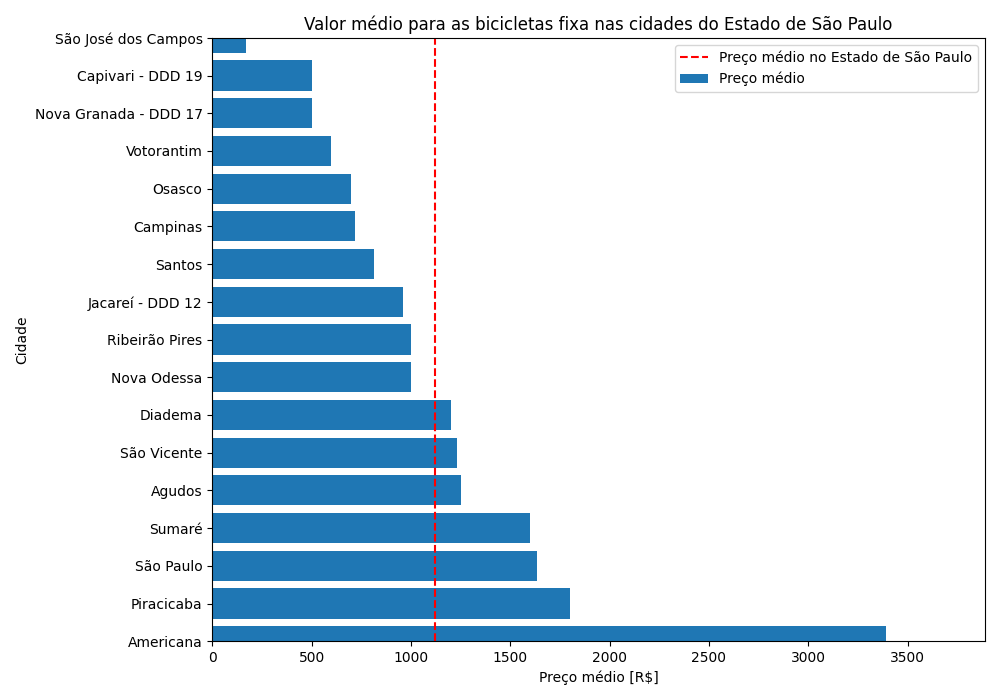 Valor médio para as bicicletas fixa nas cidades do Estado de São Paulo
Preço médio no Estado de São Paulo
Preço médio
Cidade
São José dos Campos
Capivari - DDD 19
Nova Granada - DDD 17
Votorantim
Osasco
Campinas
Santos
Jacareí - DDD 12
Ribeirão Pires
Nova Odessa
Diadema
São Vicente
Agudos
Sumaré
São Paulo
Piracicaba
Americana
0 500 1000 1500 2000 2500 3000 3500
Preço médio [R$]